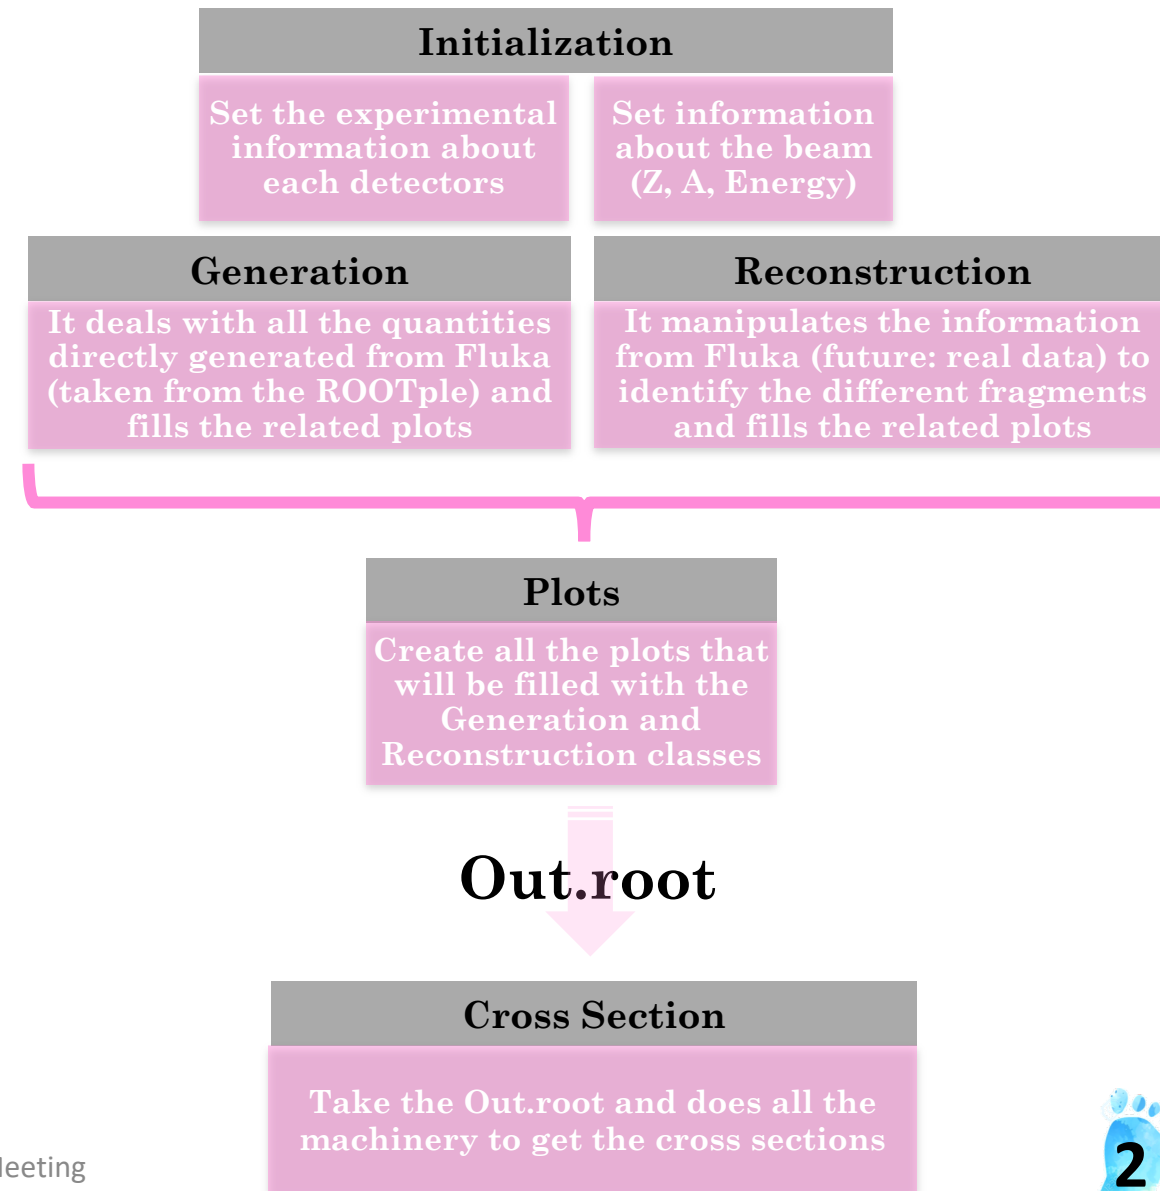 Initialization
Set the experimental
information about
each detectors
Set information
about the beam
(Z, A, Energy)
Generation
It deals with all the quantities
directly generated from Fluka
(taken from the ROOTple) and
fills the related plots
Reconstruction
It manipulates the information
from Fluka (future: real data) to
identify the different fragments
and fills the related plots
Plots
Create all the plots that
will be filled with the
Generation and
Reconstruction classes
Out.root
Cross Section
Take the Out.root and does all the
machinery to get the cross sections
2